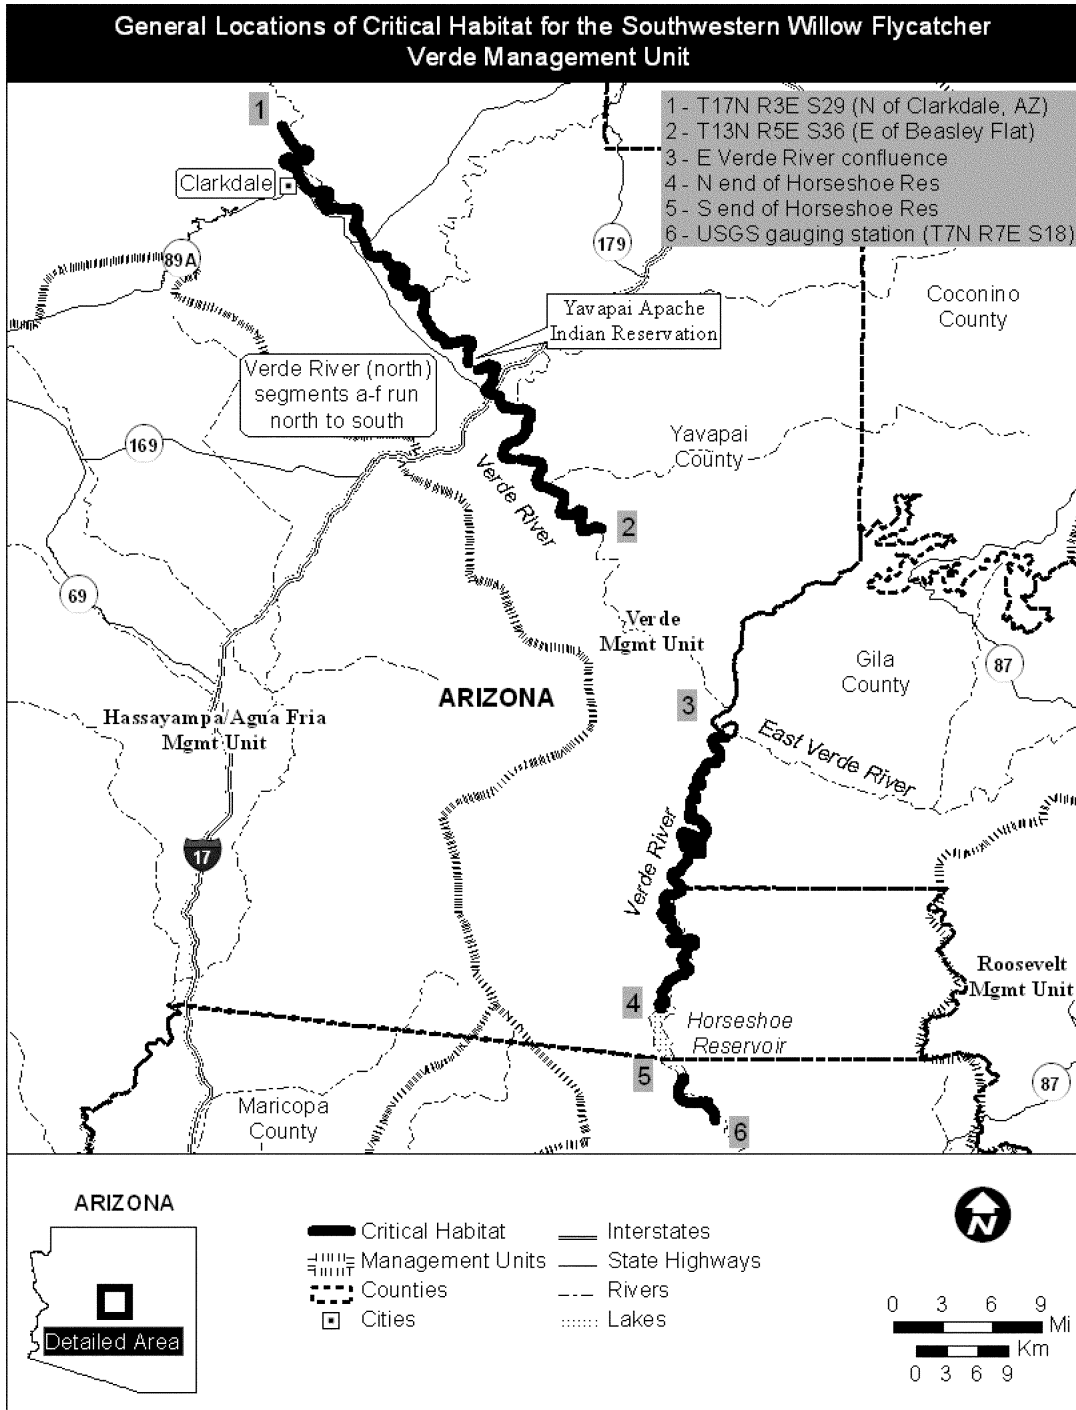 General Locations of Critical Habitat for the Southwestern Willow Flycatcher
Verde Management Unit
1
1 - T17N R3E S29 (N of Clarkdale, AZ)
2 - T13N R5E S36 (E of Beasley Flat)
3 - E Verde River confluence
4 - N end of Horseshoe Res
5 - S end of Horseshoe Res
6 - USGS gauging station (T7N R7E S18)
Clarkdale
179
89A
Coconino
County
Yavapai Apache
Indian Reservation
Verde River (north)
segments a-f run
north to south
169
Yavapai
County
Verde River
2
69
Verde
Mgmt Unit
Gila
County
87
ARIZONA
3
Hassayampa/Agua Fria
Mgmt Unit
East Verde River
17
Verde River
Roosevelt
Mgmt Unit
4
Horseshoe
Reservoir
5
87
Maricopa
County
6
ARIZONA
Detailed Area
Critical Habitat
Management Units
Counties
Cities
Interstates
State Highways
Rivers
Lakes
N
0 3 6 9
Mi
Km
0 3 6 9